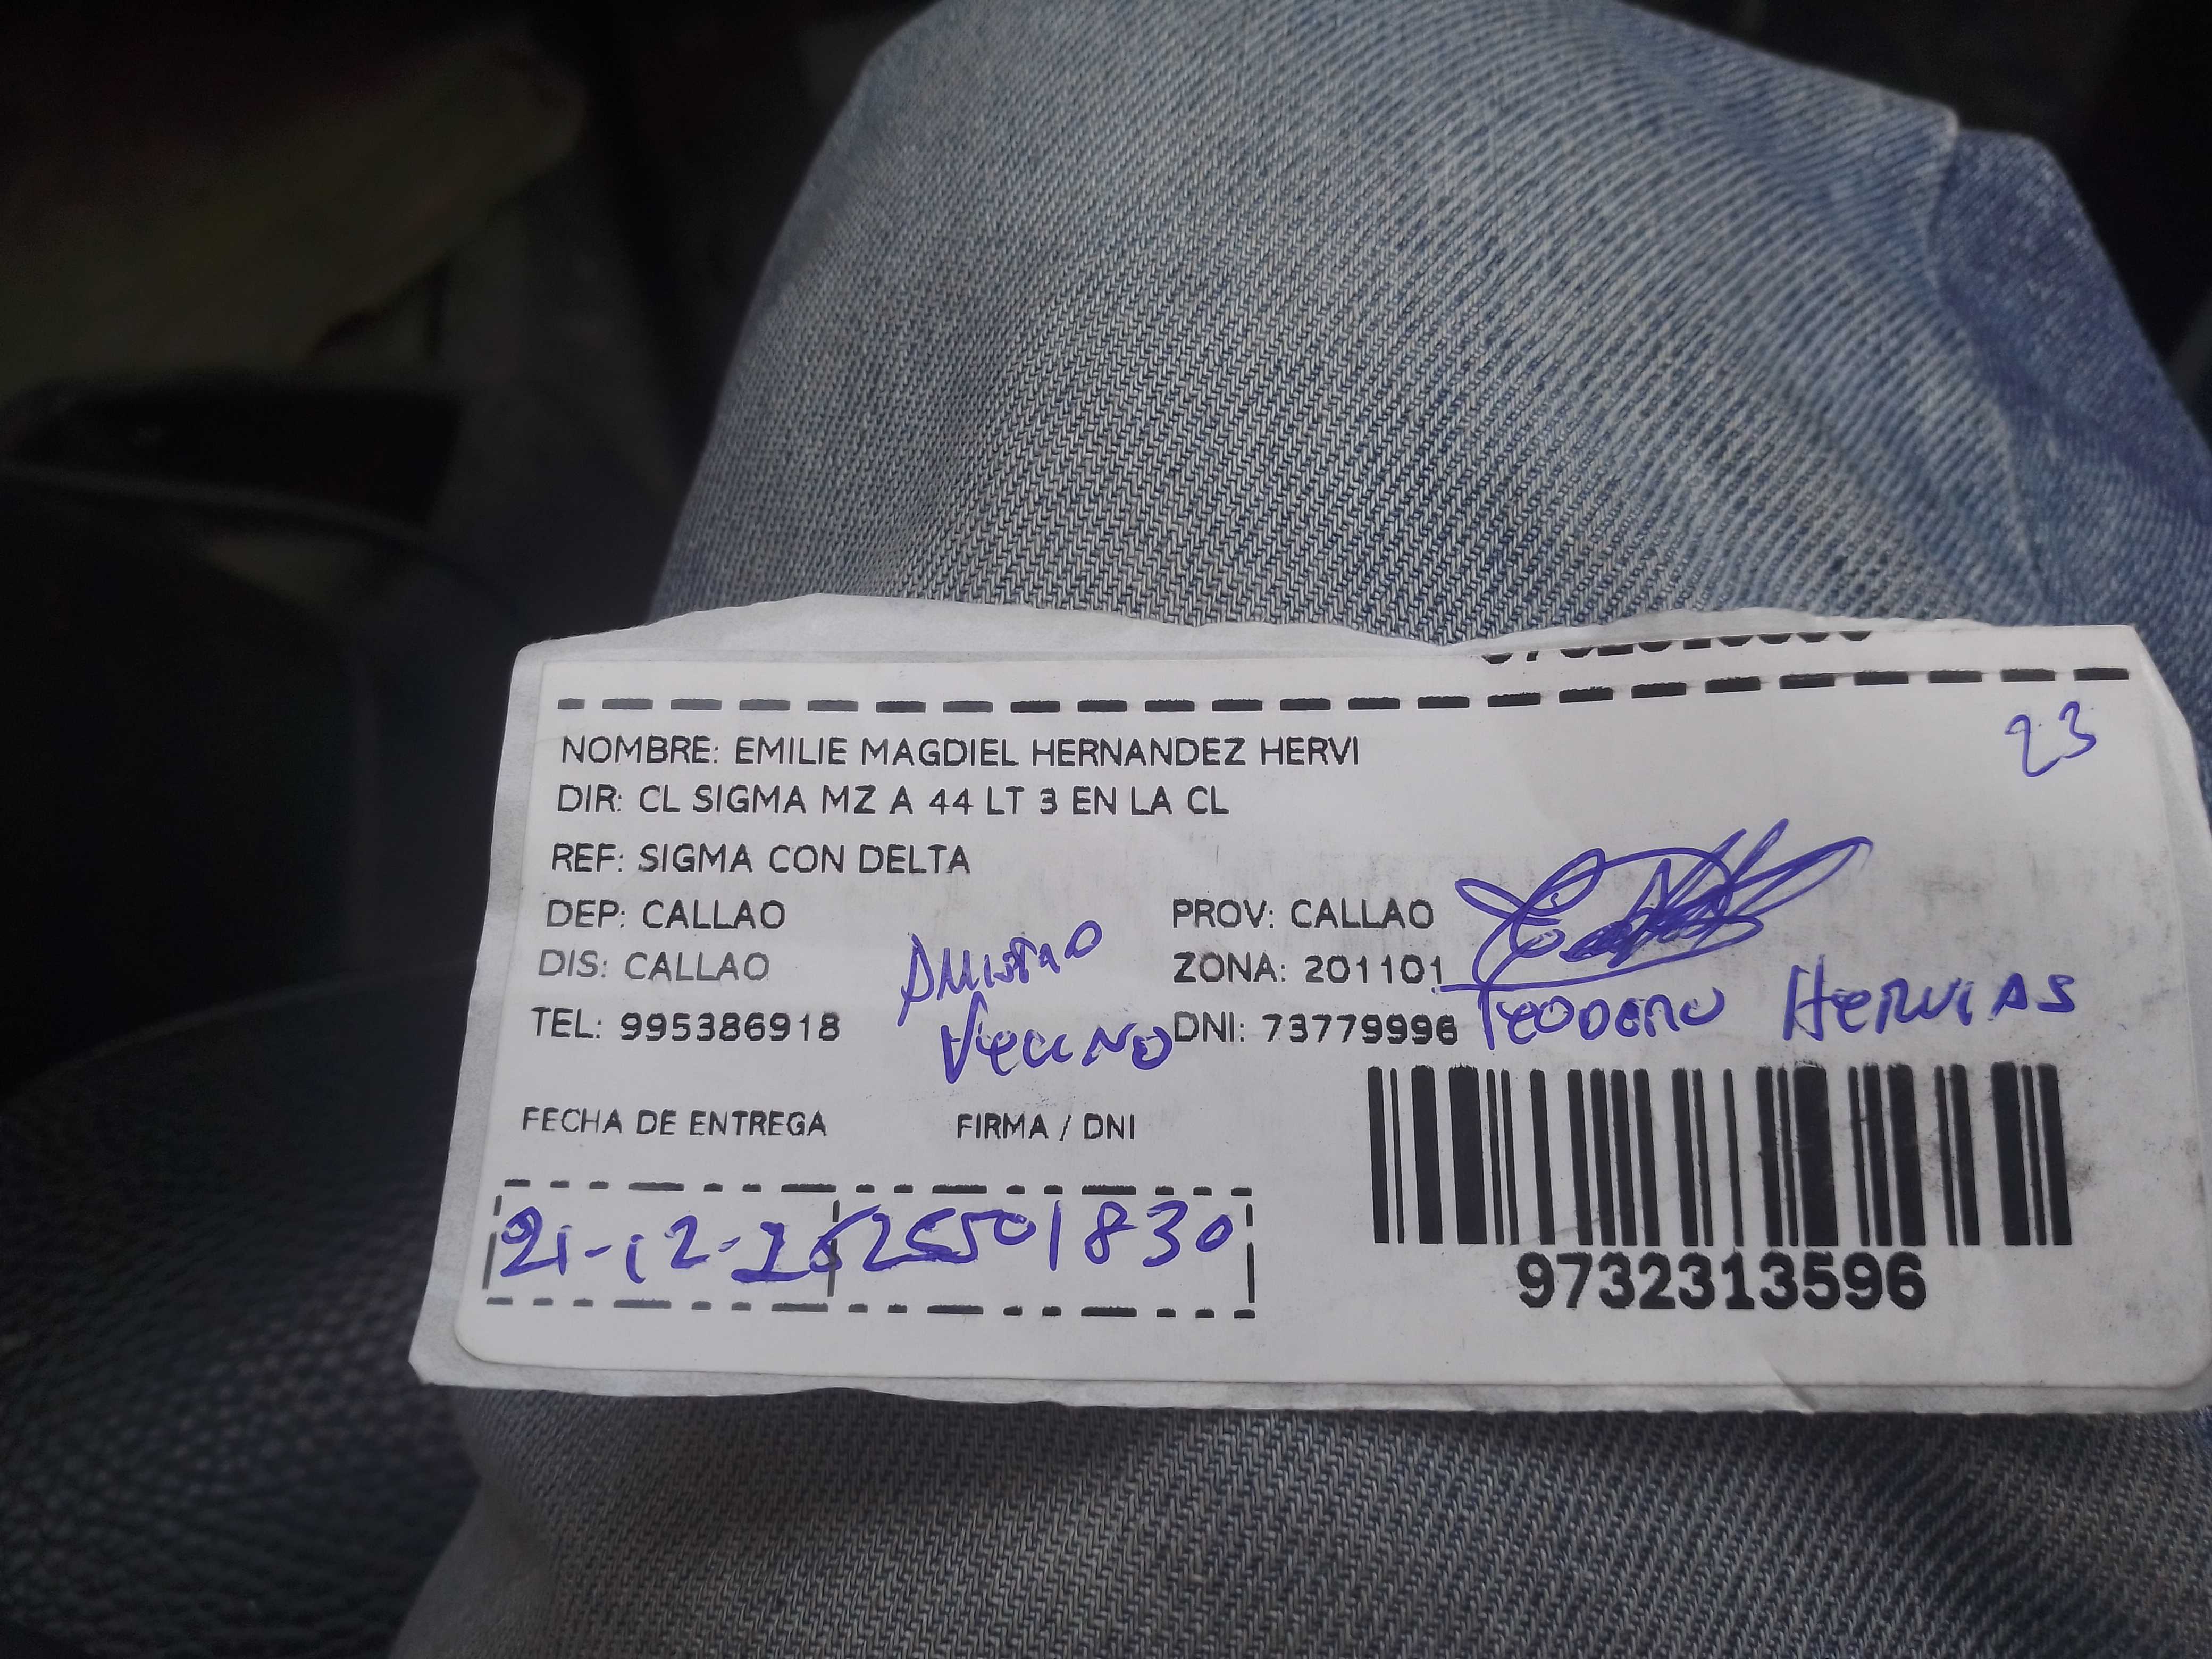 23
NOMBRE: EMILIE MAGDIEL HERNANDEZ HERVI
DIR: CL SIGMA MZ A 44 LT 3 EN LA CL
REF: SIGMA CON DELTA
DEP: CALLAO PROV: CALLAO
DIS: CALLAO ZONA: 201101
TEL: 995386918 DNI: 73779996
Vecino
Teodoro HERVIAS
FECHA DE ENTREGA FIRMA / DNI
9732313596